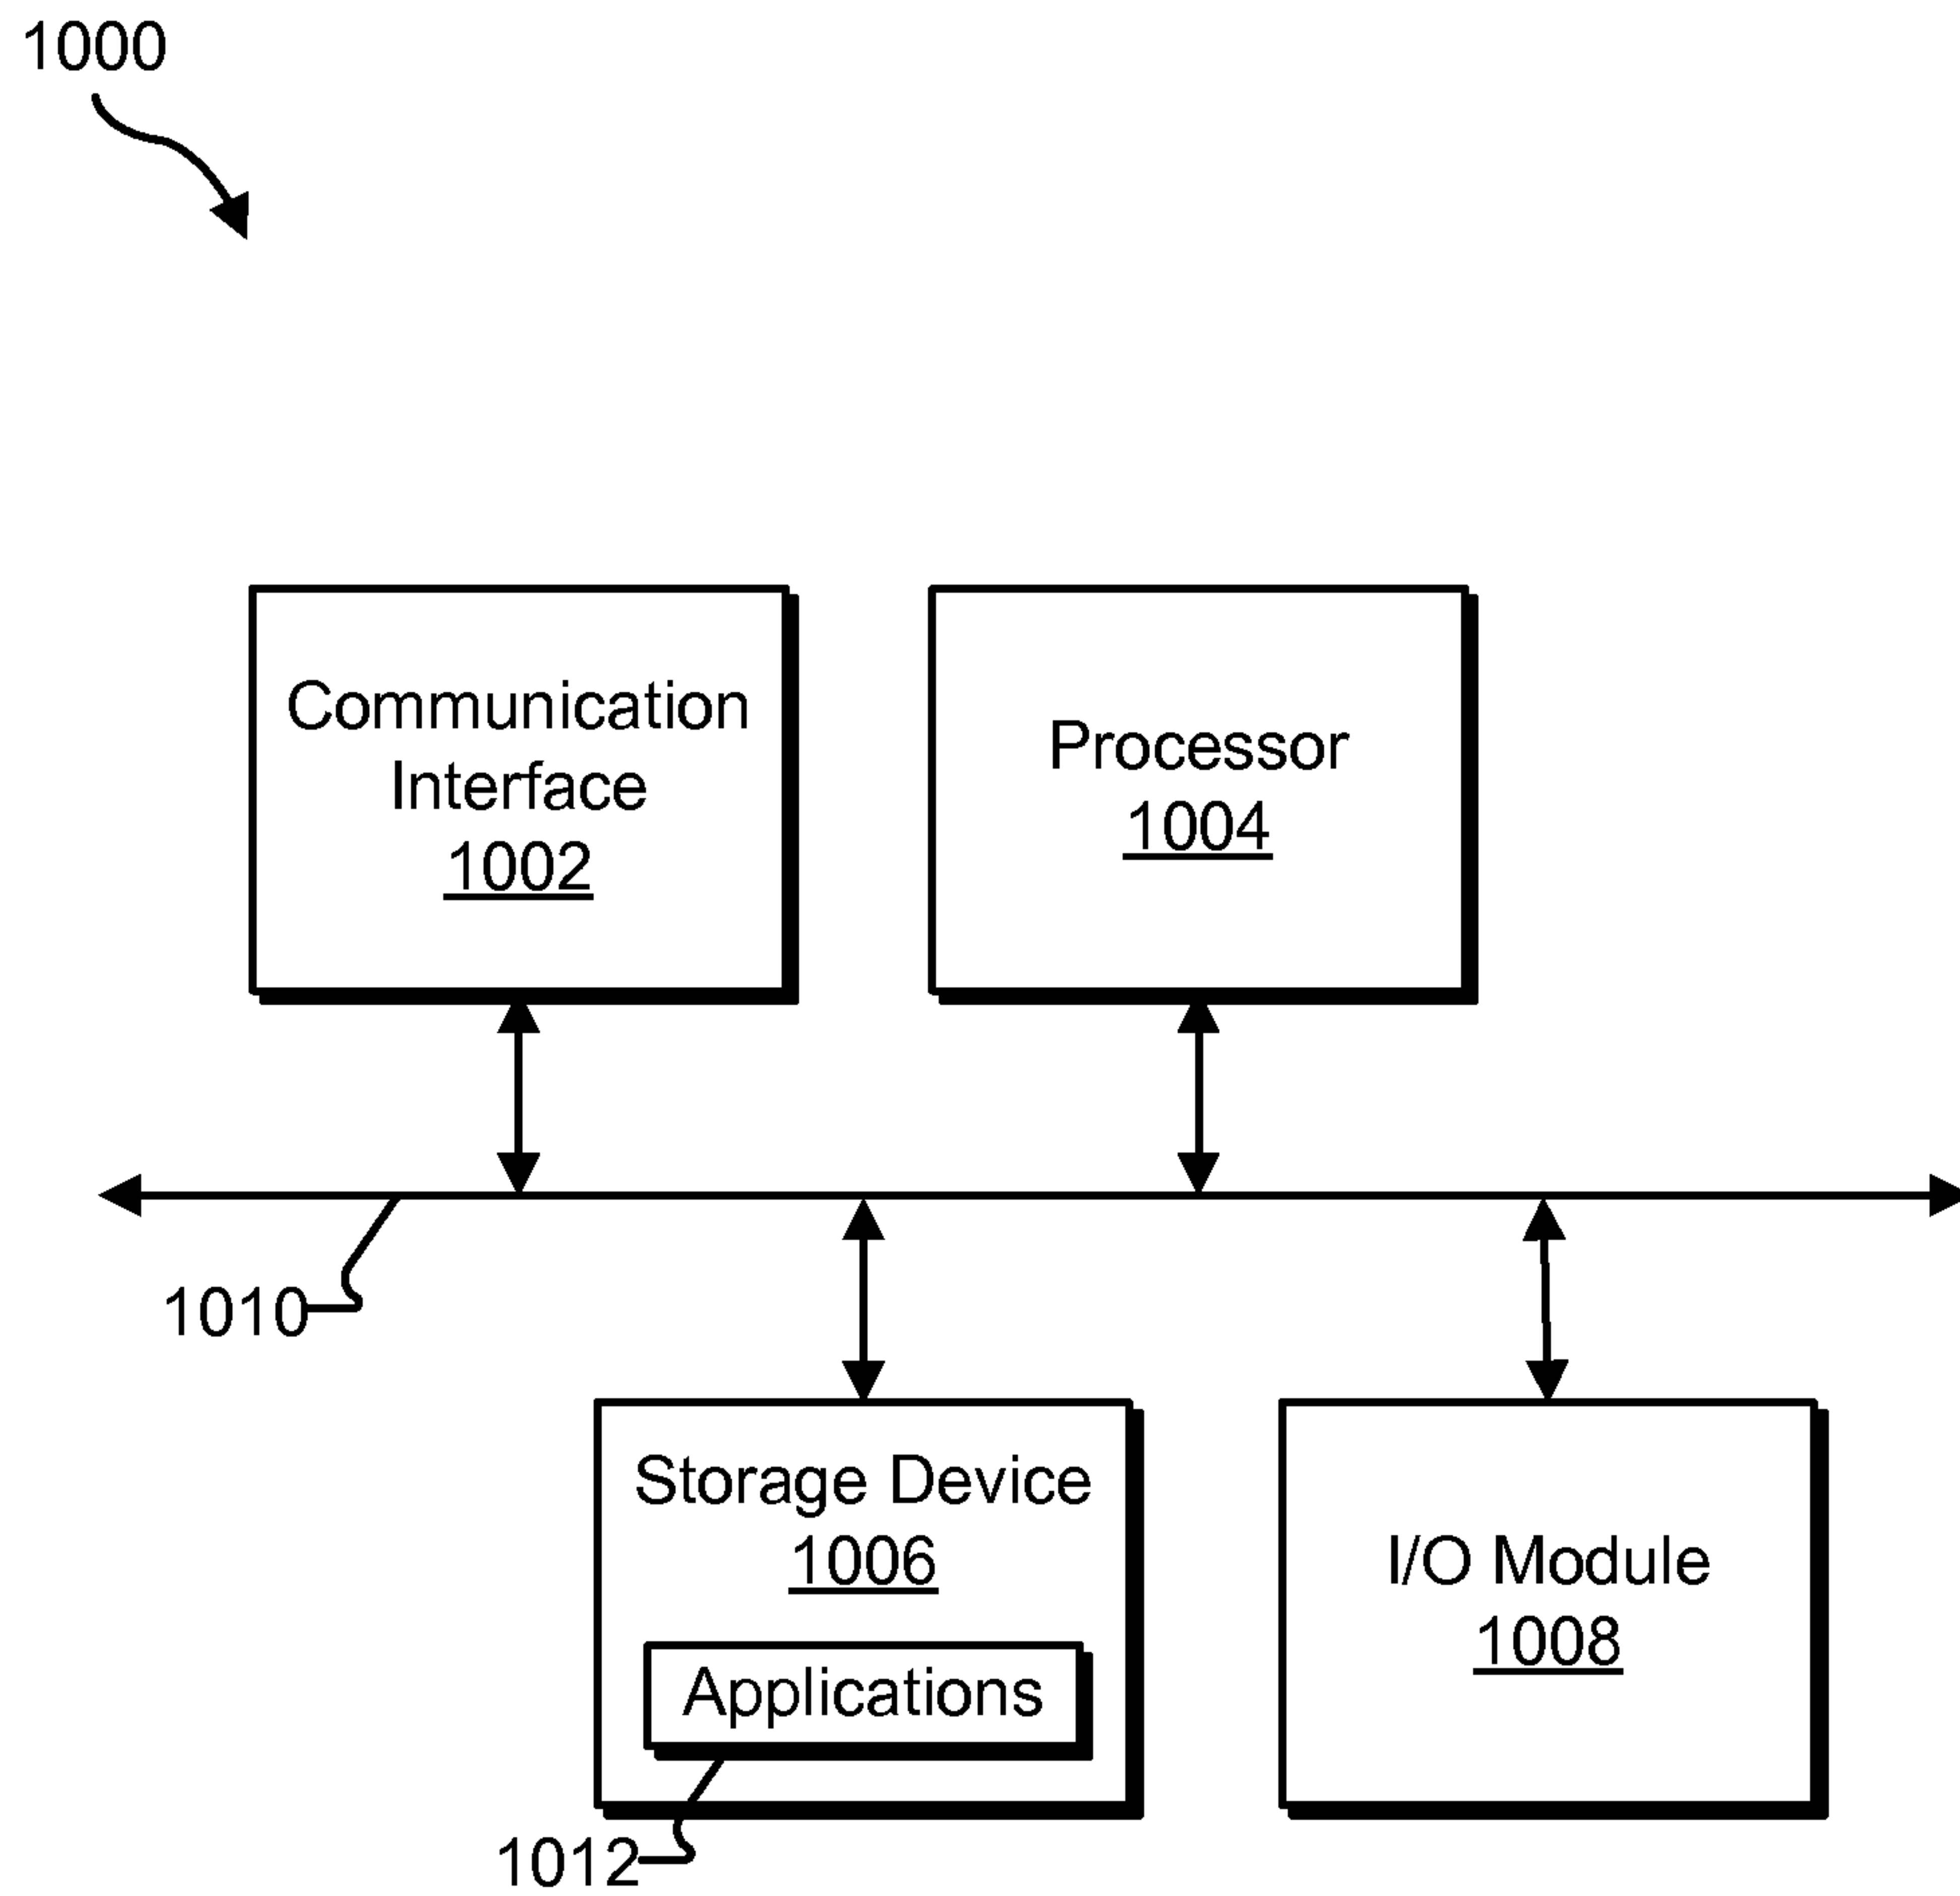 1000
Communication
Interface
1002
Processor
1004
1010
Storage Device
1006
Applications
1012
I/O Module
1008